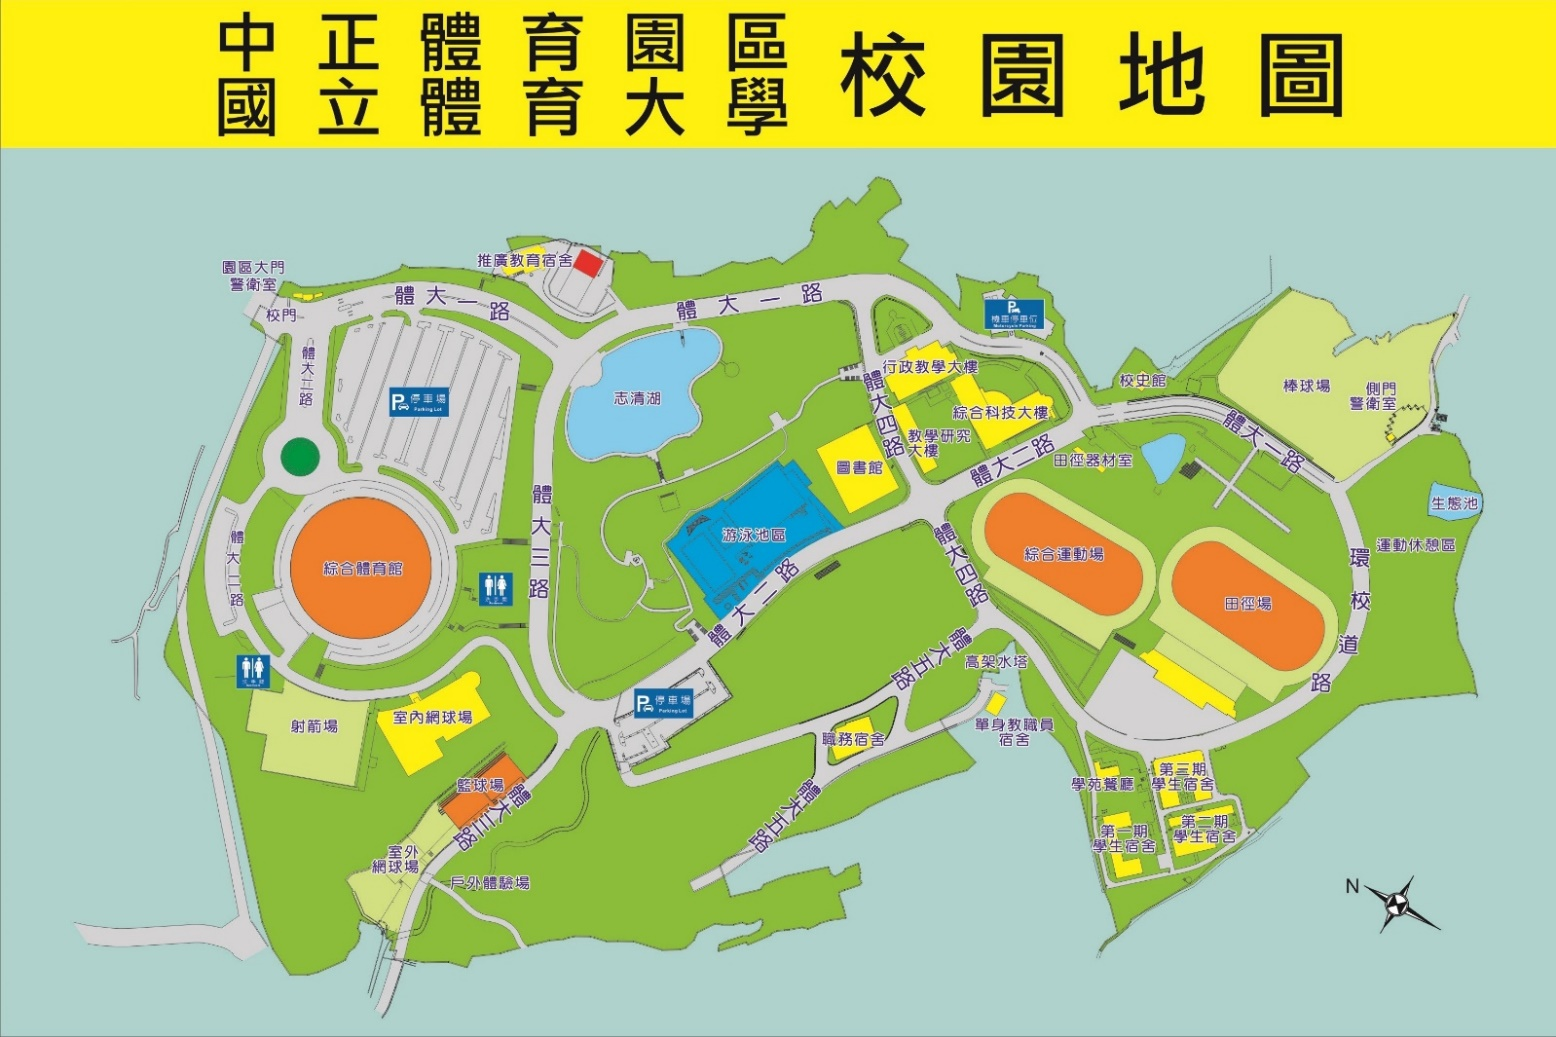 中正體育園區
國立體育大學
校園地圖
園區大門
警衛室
校門
推廣教育宿舍
體大一路
體大一路
機車停車位
Motorcycle Parking
體大二路
停車場
Parking Lot
志清湖
行政教學大樓
校史館
棒球場
側門
警衛室
體大四路
綜合科技大樓
教學研究
大樓
體大二路
體大一路
圖書館
田徑器材室
生態池
體大三路
游泳池區
運動休憩區
體大二路
綜合體育館
體大四路
綜合運動場
環校道路
田徑場
體大二路
體大五路
高架水塔
停車場
Parking Lot
射箭場
室內網球場
職務宿舍
單身教職員
宿舍
籃球場
體大三路
體大五路
學苑餐廳
第三期
學生宿舍
第一期
學生宿舍
第二期
學生宿舍
室外
網球場
戶外體驗場
N